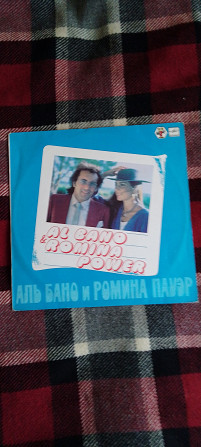 AL BANO
& ROMINA
POWER
АЛЬ БАНО и РОМИНА ПАУЭР